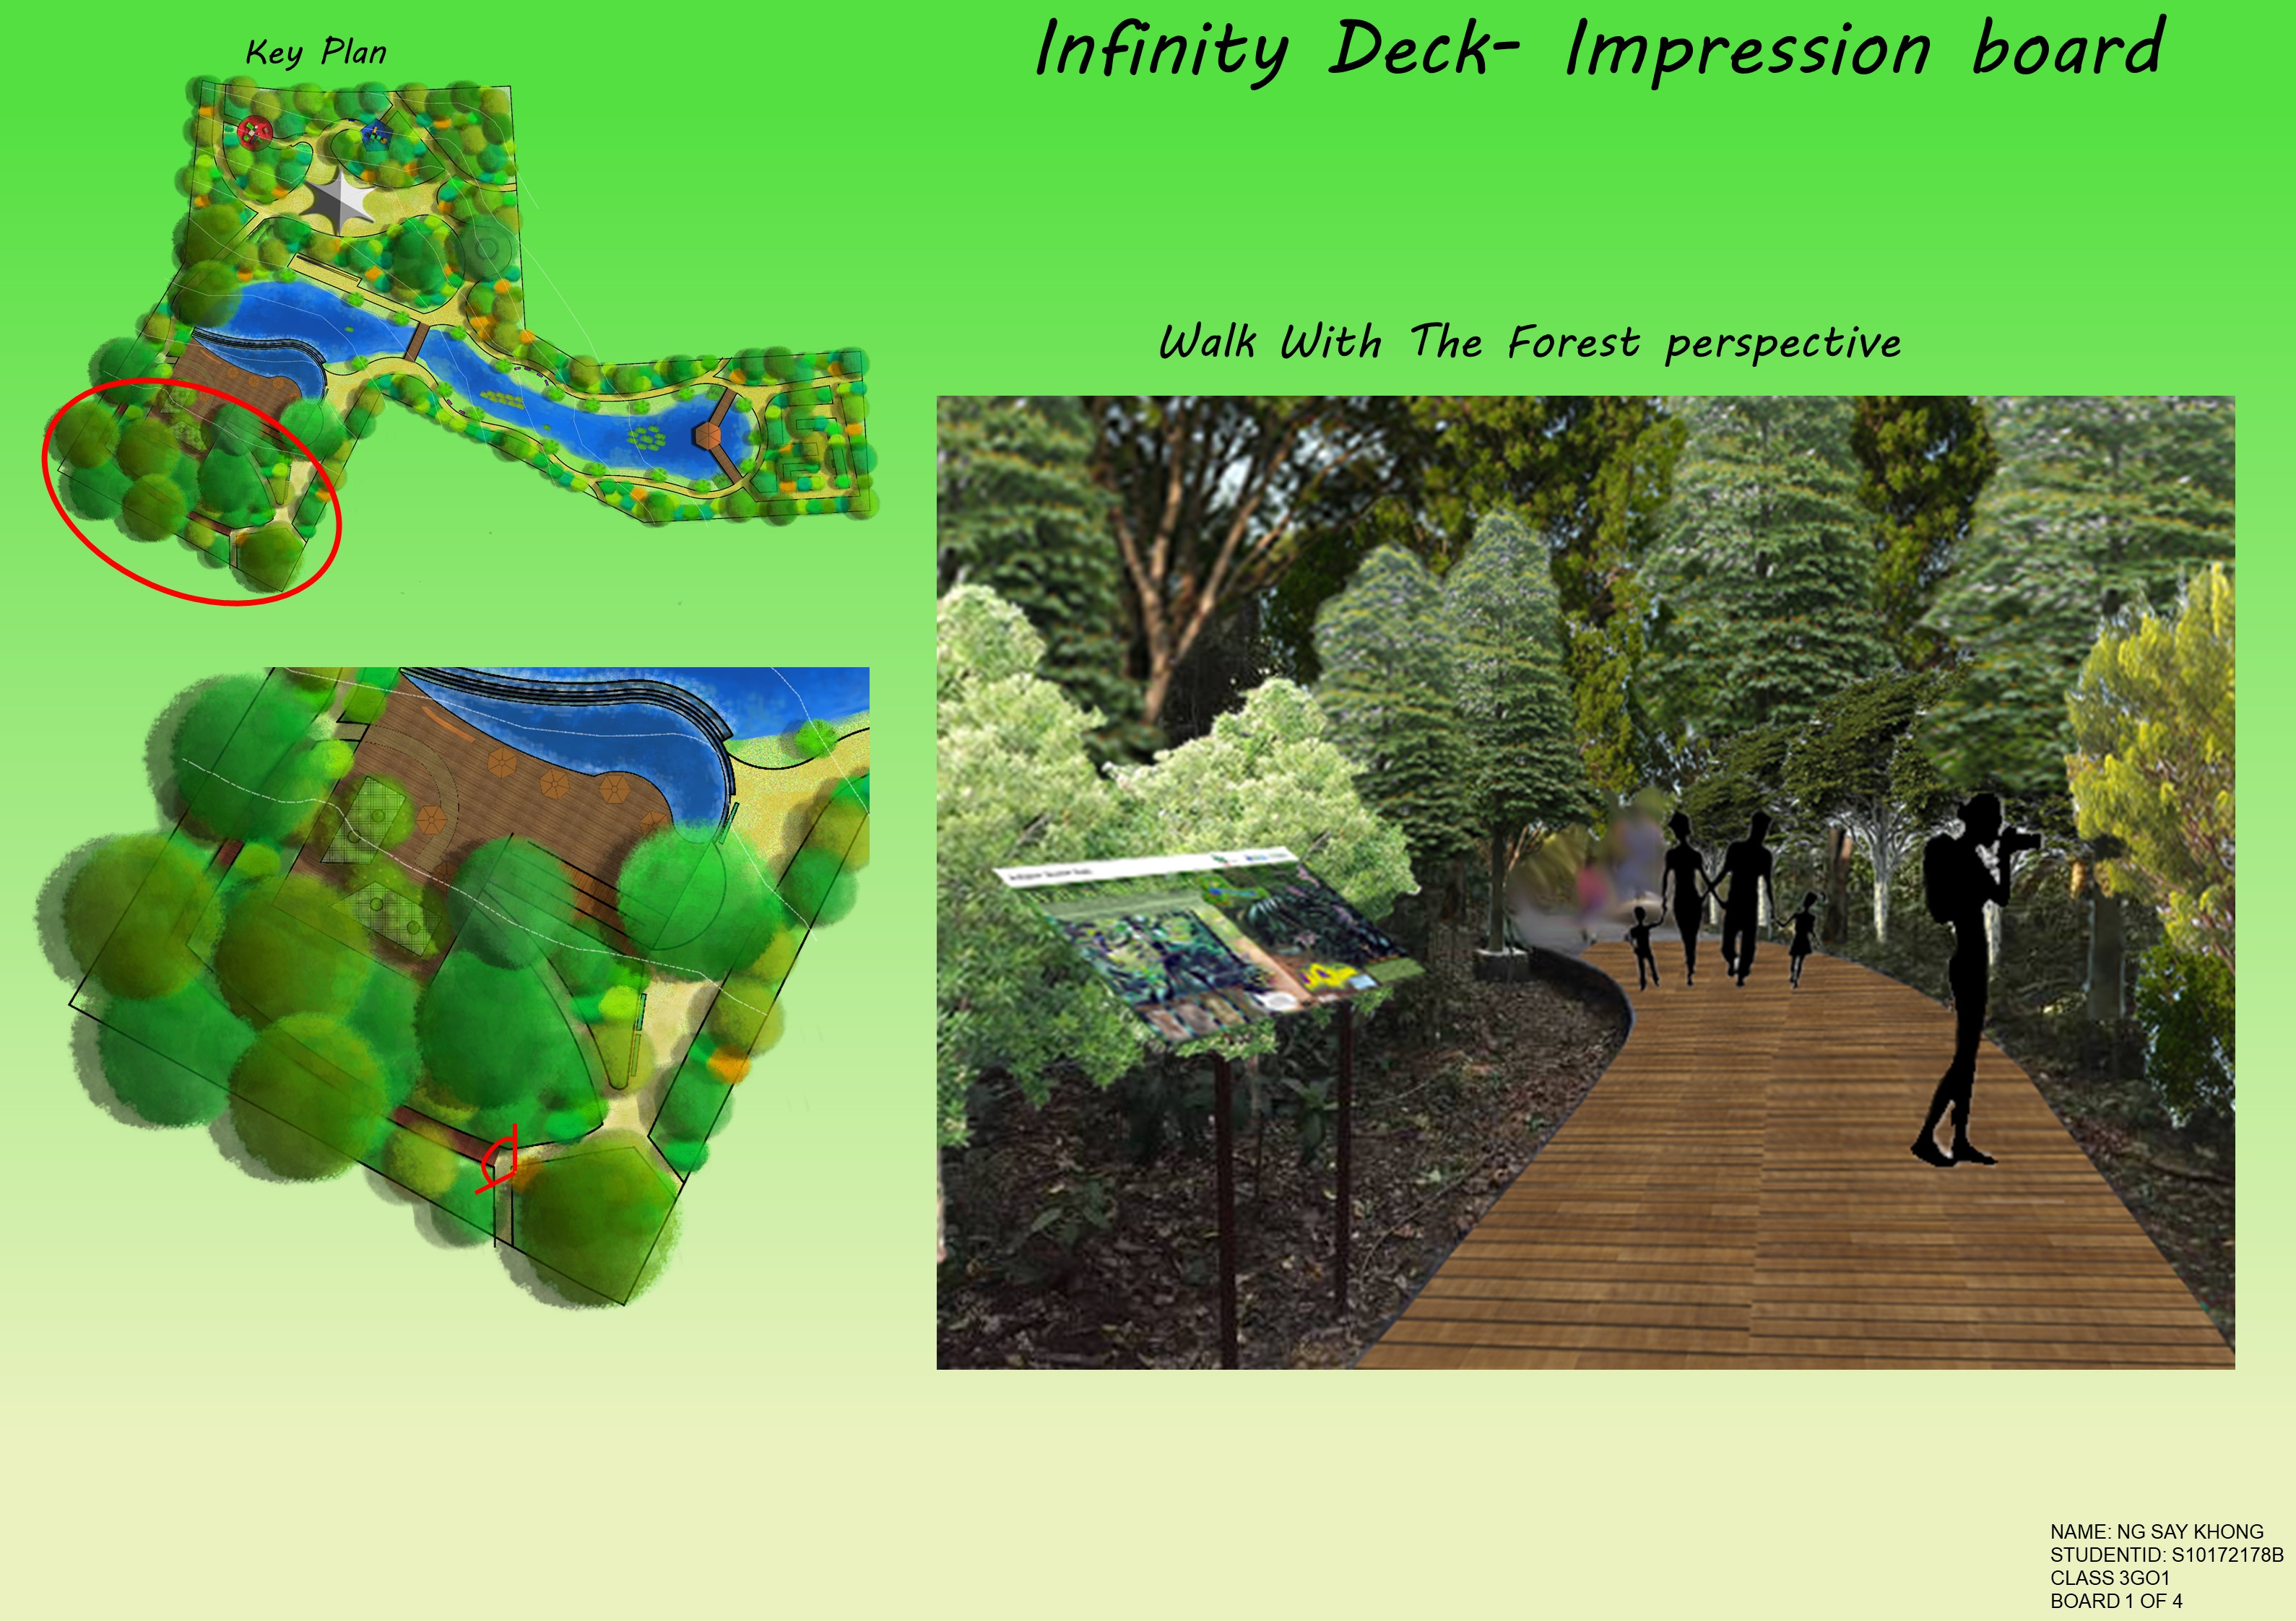 Infinity Deck- Impression board
Key Plan
Walk With The Forest perspective
NAME: NG SAY KHONG
STUDENTID: S10172178B
CLASS 3GO1
BOARD 1 OF 4